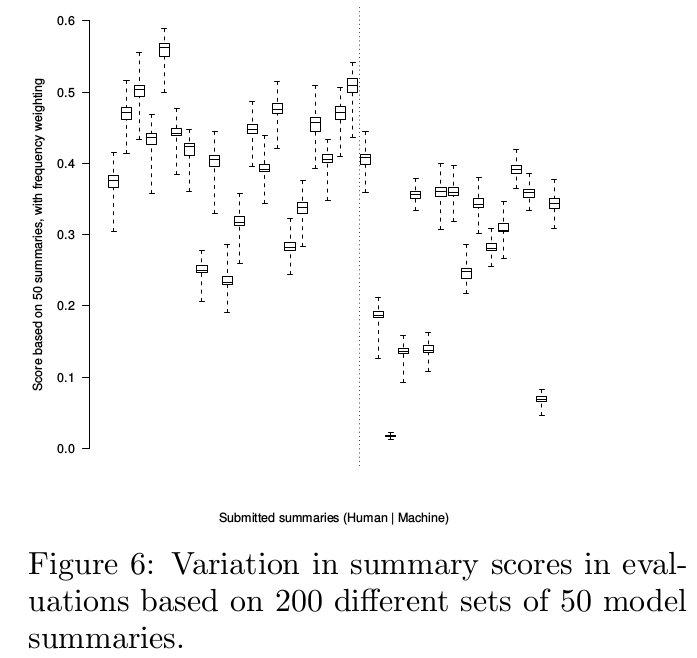 0.6
0.5
0.4
0.3
0.2
0.1
0.0
Score based on 50 summaries, with frequency weighting
Submitted summaries (Human | Machine)
Figure 6: Variation in summary scores in eval-
uations based on 200 different sets of 50 model
summaries.